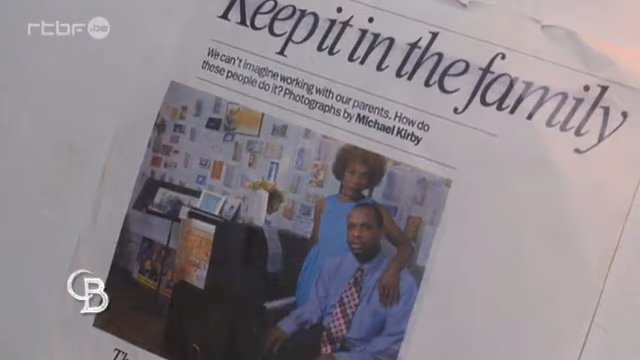 rtbf.be
Keep it in the family
We can't imagine working with our parents. How do
these people do it? Photographs by Michael Kirby
CB